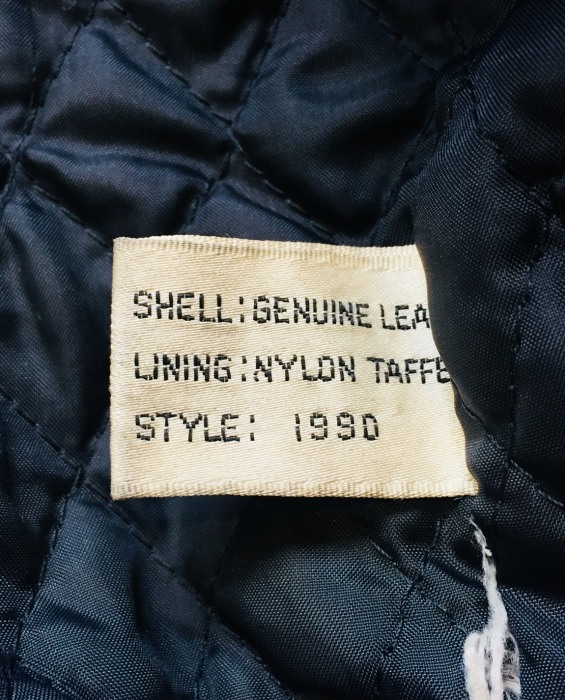 SHELL: GENUINE LEA
LINING: NYLON TAFFE
STYLE: 1990